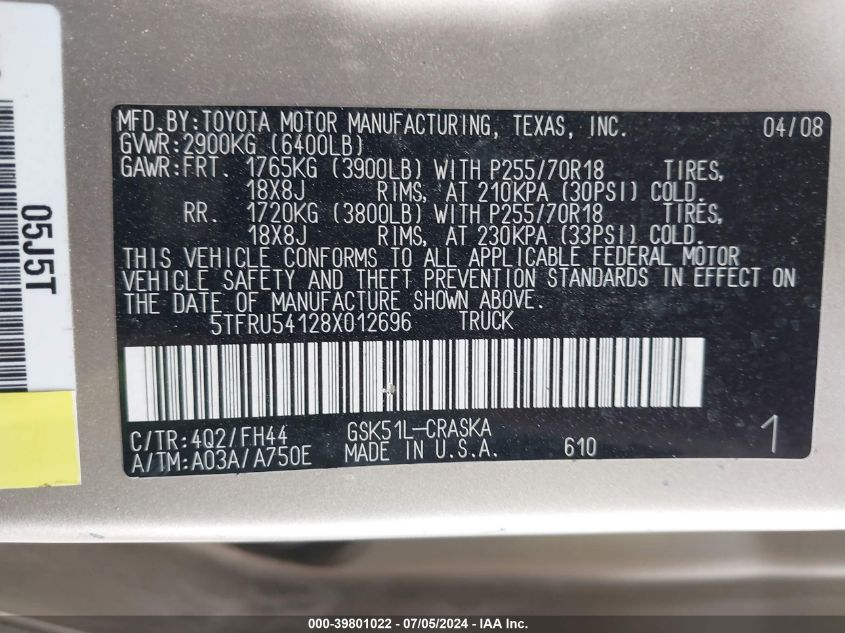 MFD.BY:TOYOTA MOTOR MANUFACTURING, TEXAS, INC. 04/08
GVWR:2900KG (6400LB)
GAWR:FRT. 1765KG (3900LB) WITH P255/70R18 TIRES,
18X8J RIMS, AT 210KPA (30PSI) COLD.
RR. 1720KG (3800LB) WITH P255/70R18 TIRES,
18X8J RIMS, AT 230KPA (33PSI) COLD.
THIS VEHICLE CONFORMS TO ALL APPLICABLE FEDERAL MOTOR
VEHICLE SAFETY AND THEFT PREVENTION STANDARDS IN EFFECT ON
THE DATE OF MANUFACTURE SHOWN ABOVE.
5TFRU54128X012696 TRUCK
C/TR:4Q2/FH44 GSK51L-CRASKA
A/TM:A03A/A750E MADE IN U.S.A. 610 1
05J5T
000-39801022 - 07/05/2024 - IAA Inc.